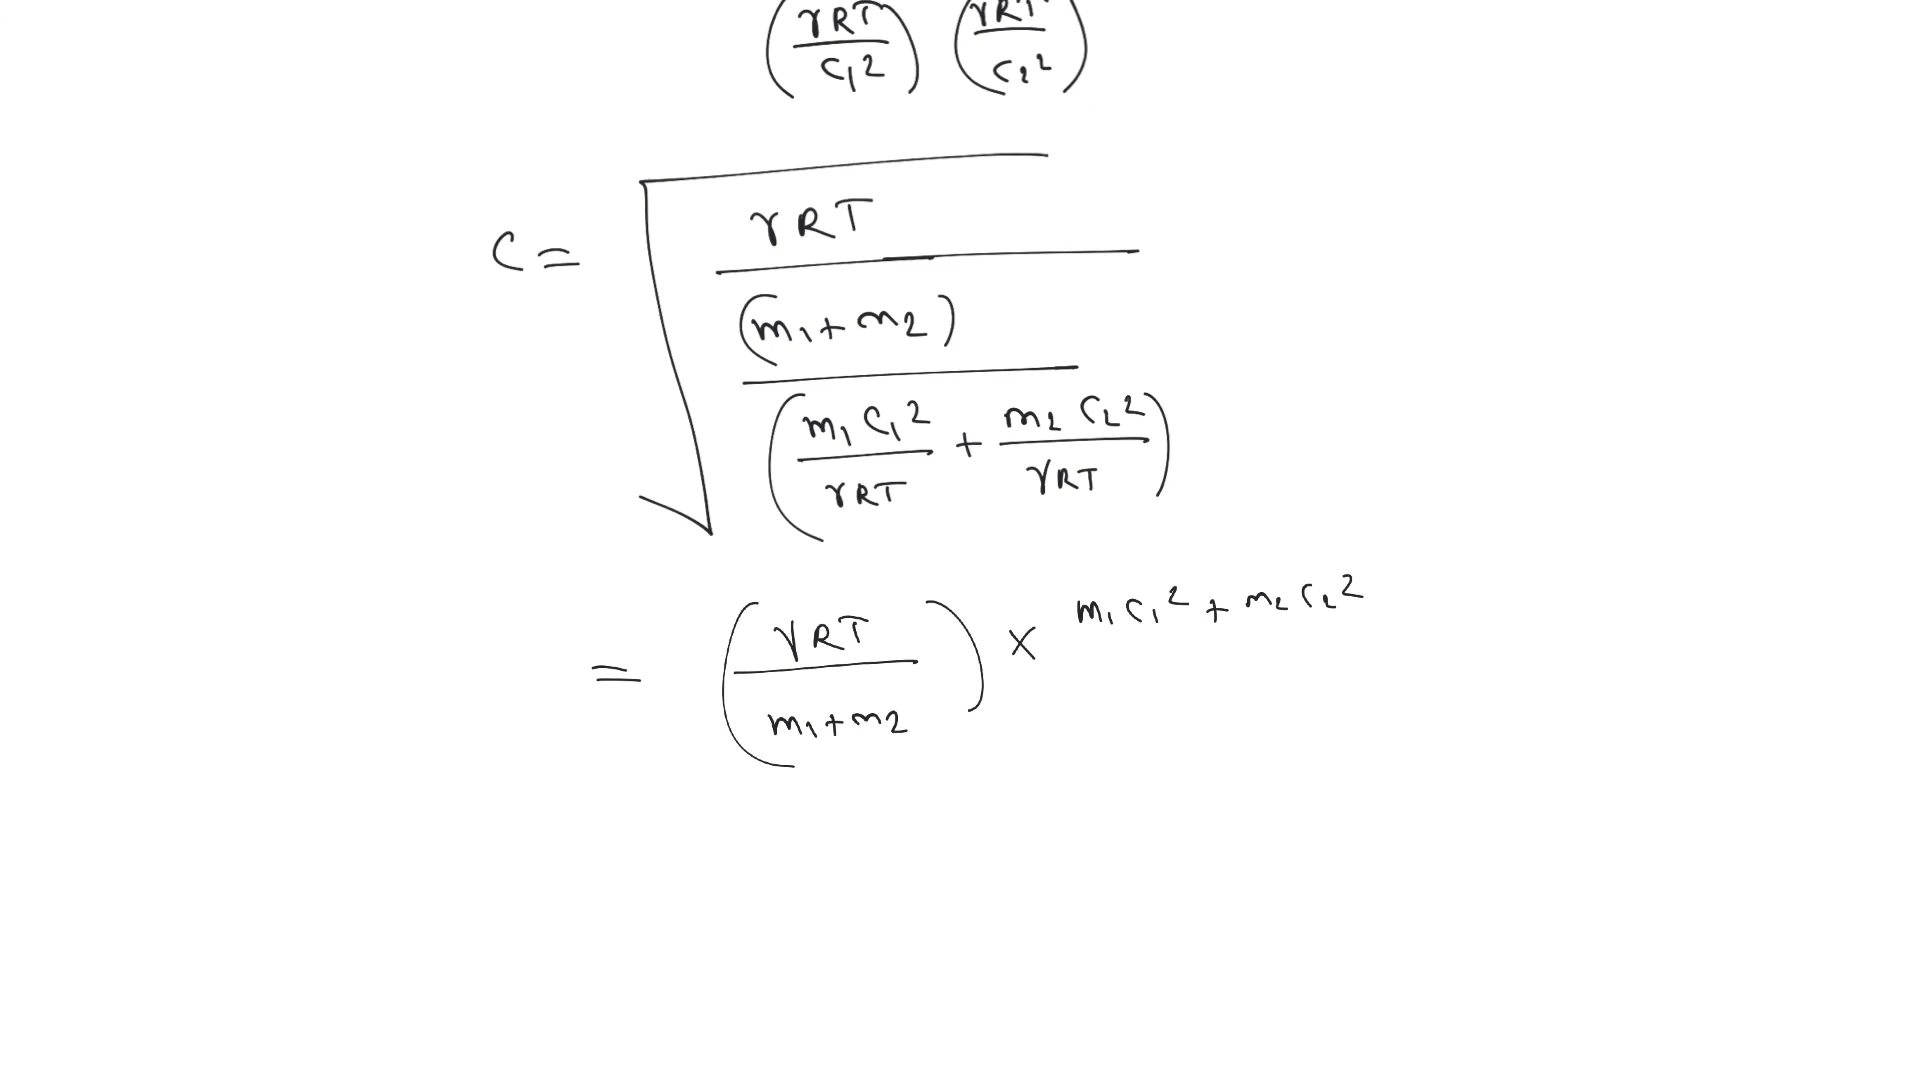 (γRT / c₁²) (γRT / c₂²)
C = √(γRT / ((m₁+m₂) / (m₁c₁²/γRT + m₂c₂²/γRT)))
= (γRT / m₁+m₂) × m₁c₁² + m₂c₂²